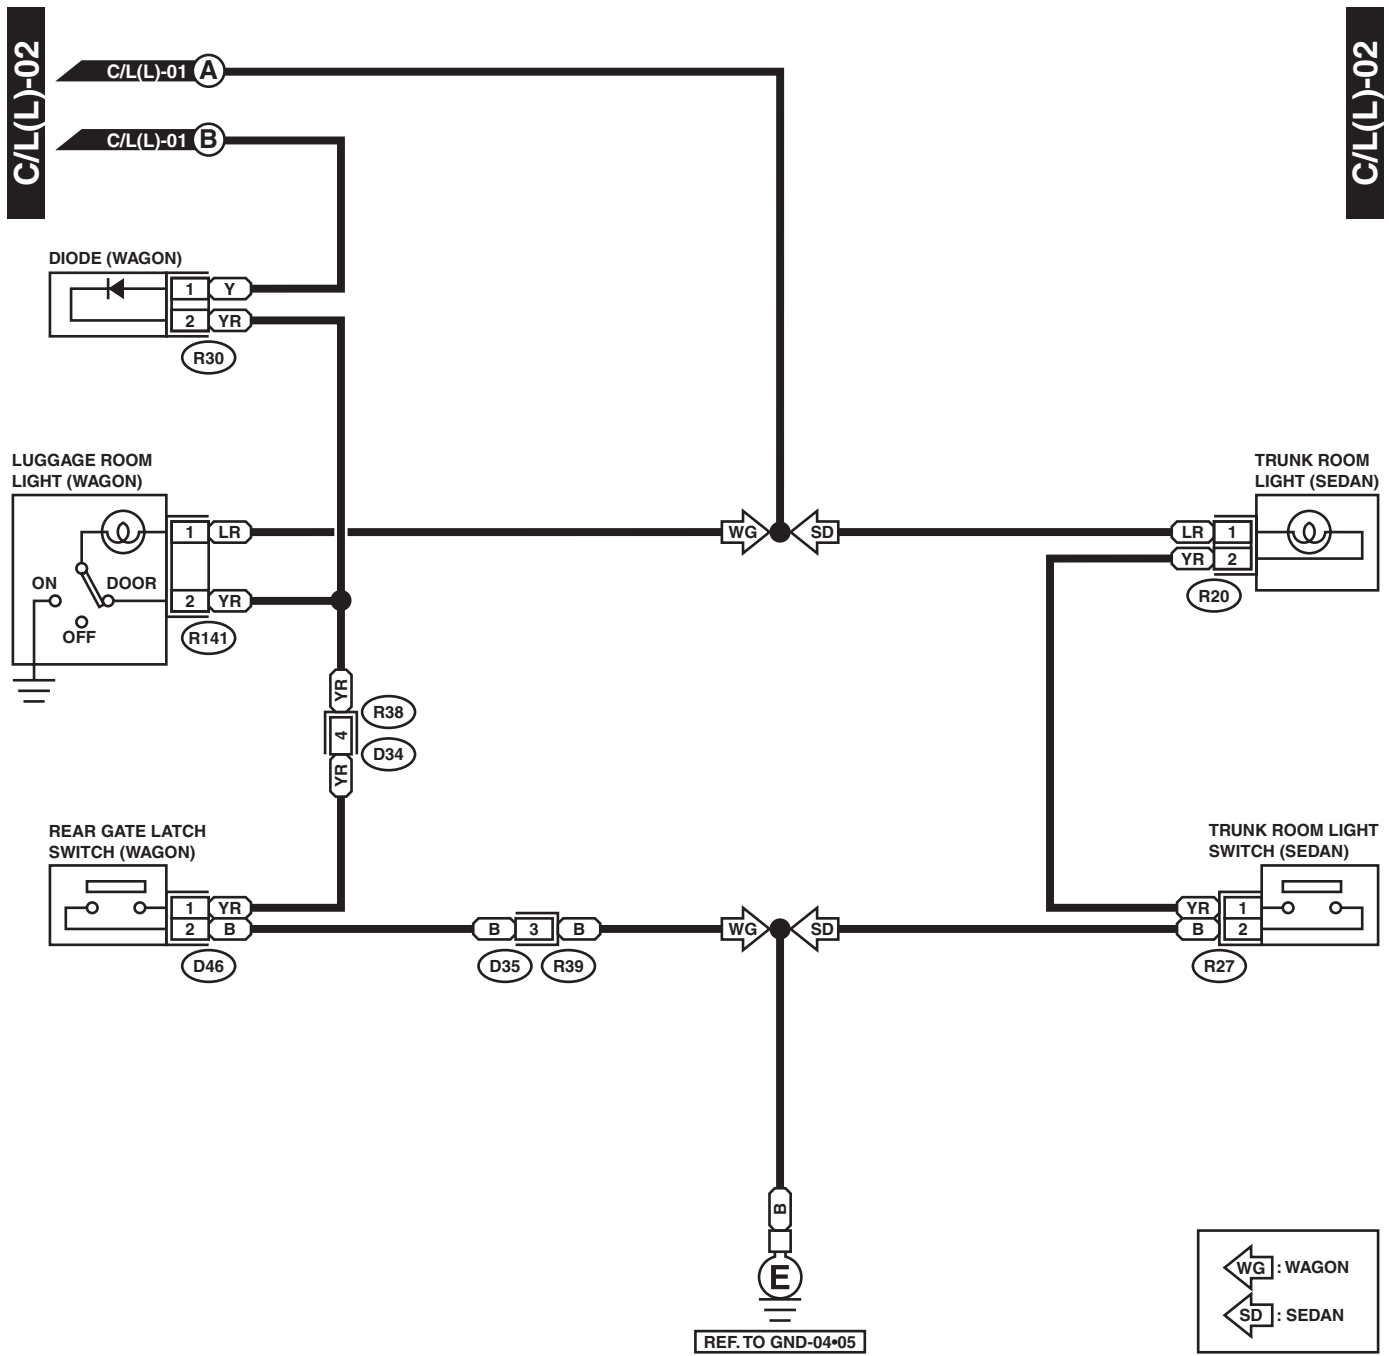 C/L(L)-02
C/L(L)-02
C/L(L)-01 A
C/L(L)-01 B
DIODE (WAGON)
1 Y
2 YR
R30
LUGGAGE ROOM
LIGHT (WAGON)
ON
DOOR
OFF
1 LR
2 YR
R141
WG
SD
TRUNK ROOM
LIGHT (SEDAN)
LR 1
YR 2
R20
YR
4
YR
R38
D34
REAR GATE LATCH
SWITCH (WAGON)
1 YR
2 B
D46
B 3 B
D35
R39
WG
SD
TRUNK ROOM LIGHT
SWITCH (SEDAN)
YR 1
B 2
R27
B
E
REF. TO GND-04•05
WG : WAGON
SD : SEDAN